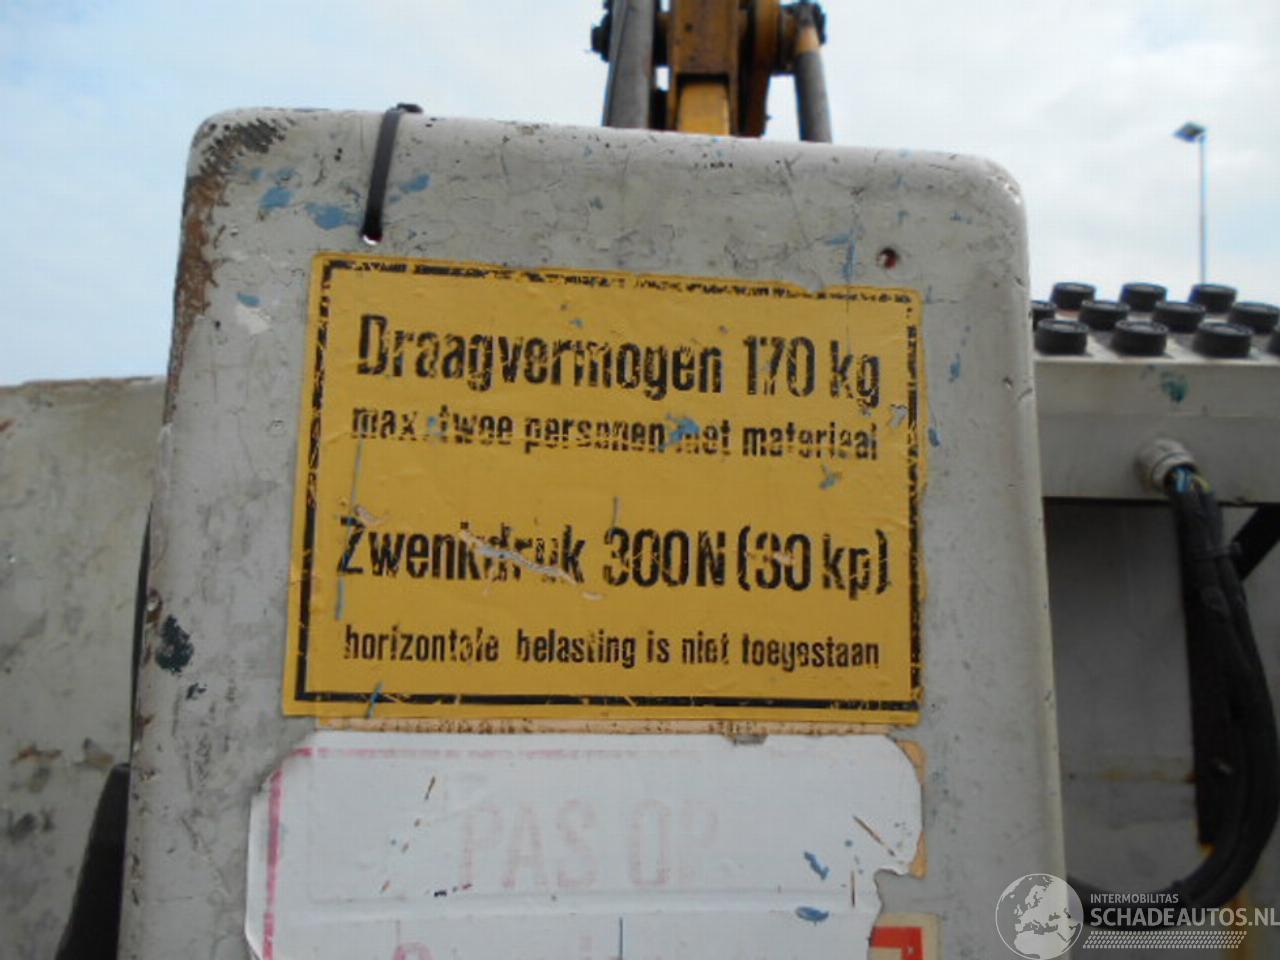 Draagvermogen 170 kg
max. twee personen met materiaal
Zwenkdruk 300N (30 kp)
horizontale belasting is niet toegestaan
PAS OP
INTERMOBILITAS
SCHADEAUTOS.NL